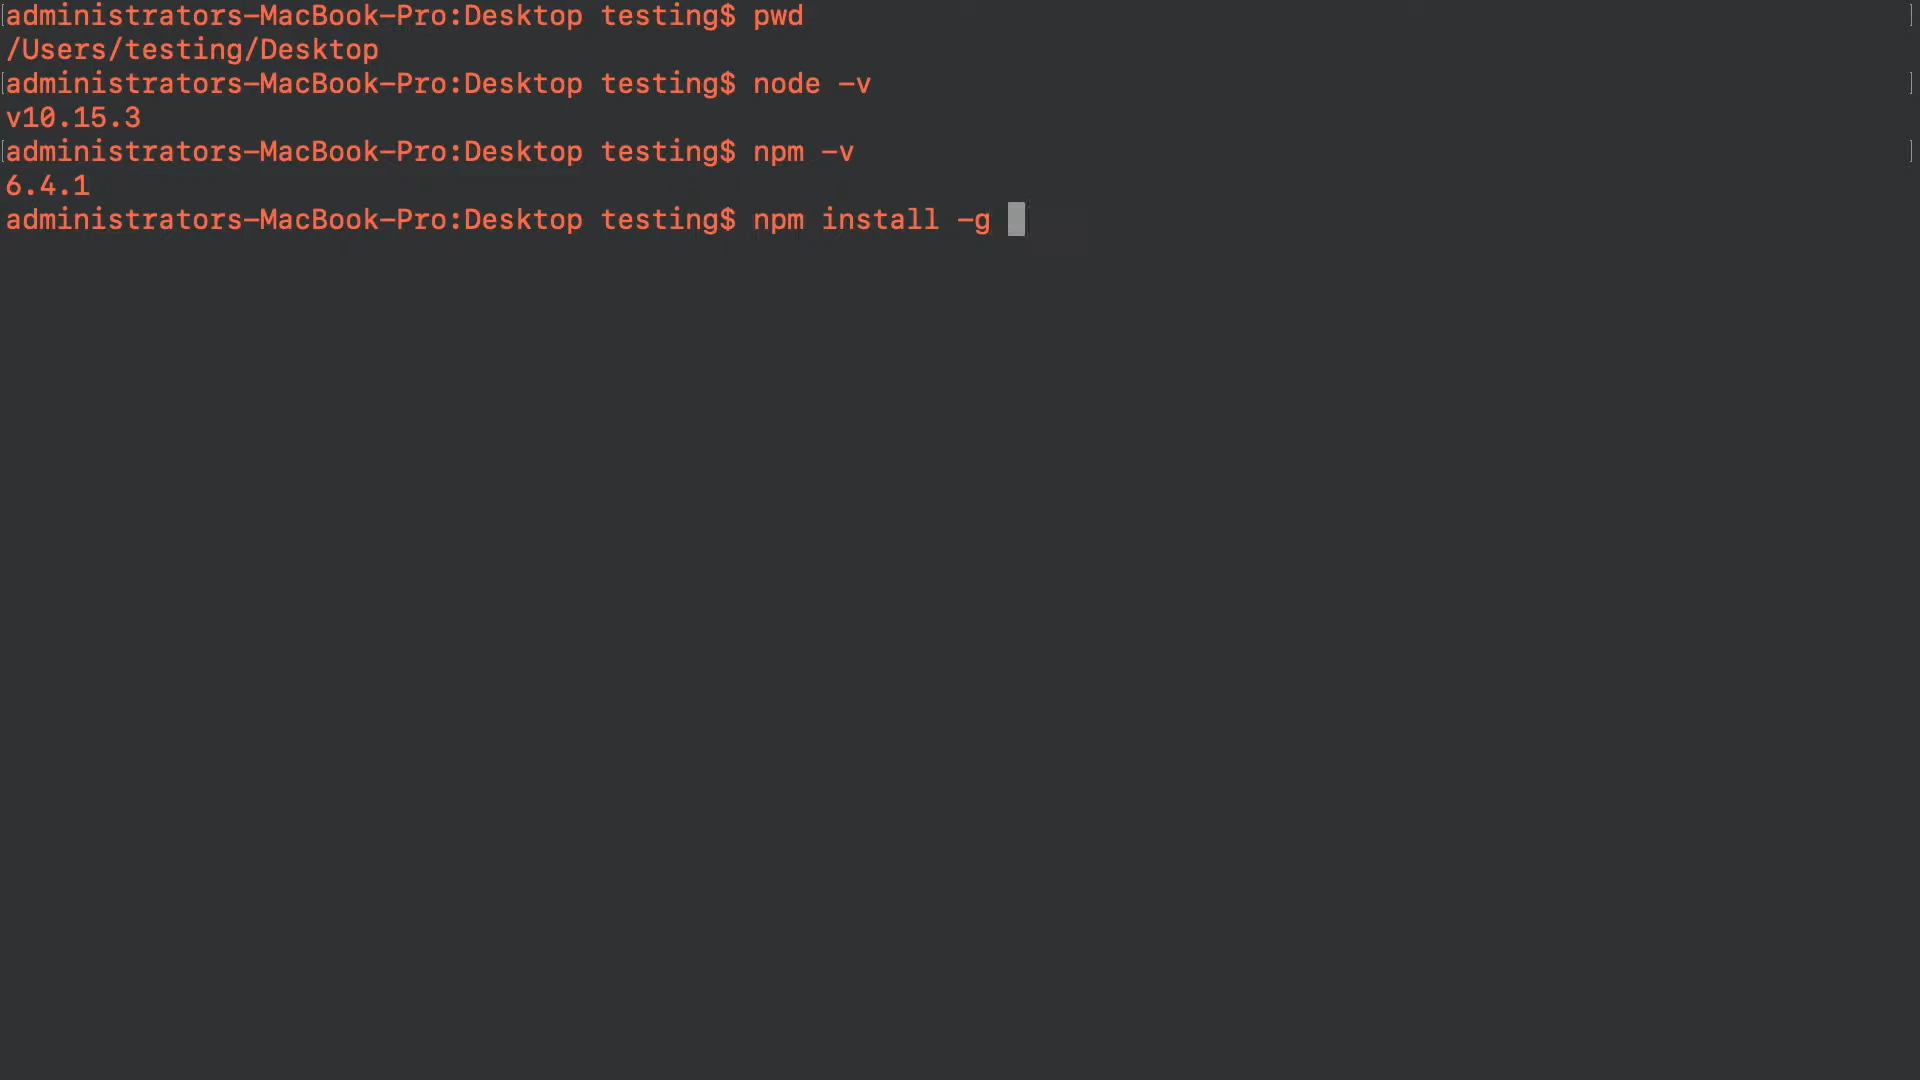 [administrators-MacBook-Pro:Desktop testing$ pwd ]
/Users/testing/Desktop
[administrators-MacBook-Pro:Desktop testing$ node -v ]
v10.15.3
[administrators-MacBook-Pro:Desktop testing$ npm -v ]
6.4.1
administrators-MacBook-Pro:Desktop testing$ npm install -g